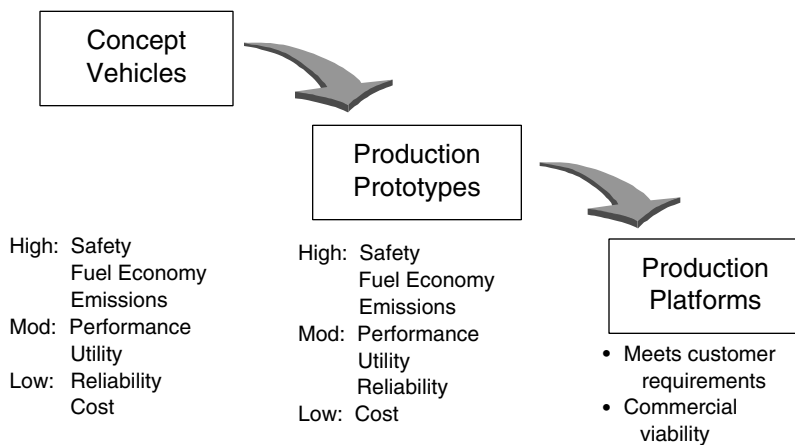 Concept
Vehicles
Production
Prototypes
Production
Platforms
High: Safety
Fuel Economy
Emissions
Mod: Performance
Utility
Low: Reliability
Cost
High: Safety
Fuel Economy
Emissions
Mod: Performance
Utility
Reliability
Low: Cost
• Meets customer
requirements
• Commercial
viability